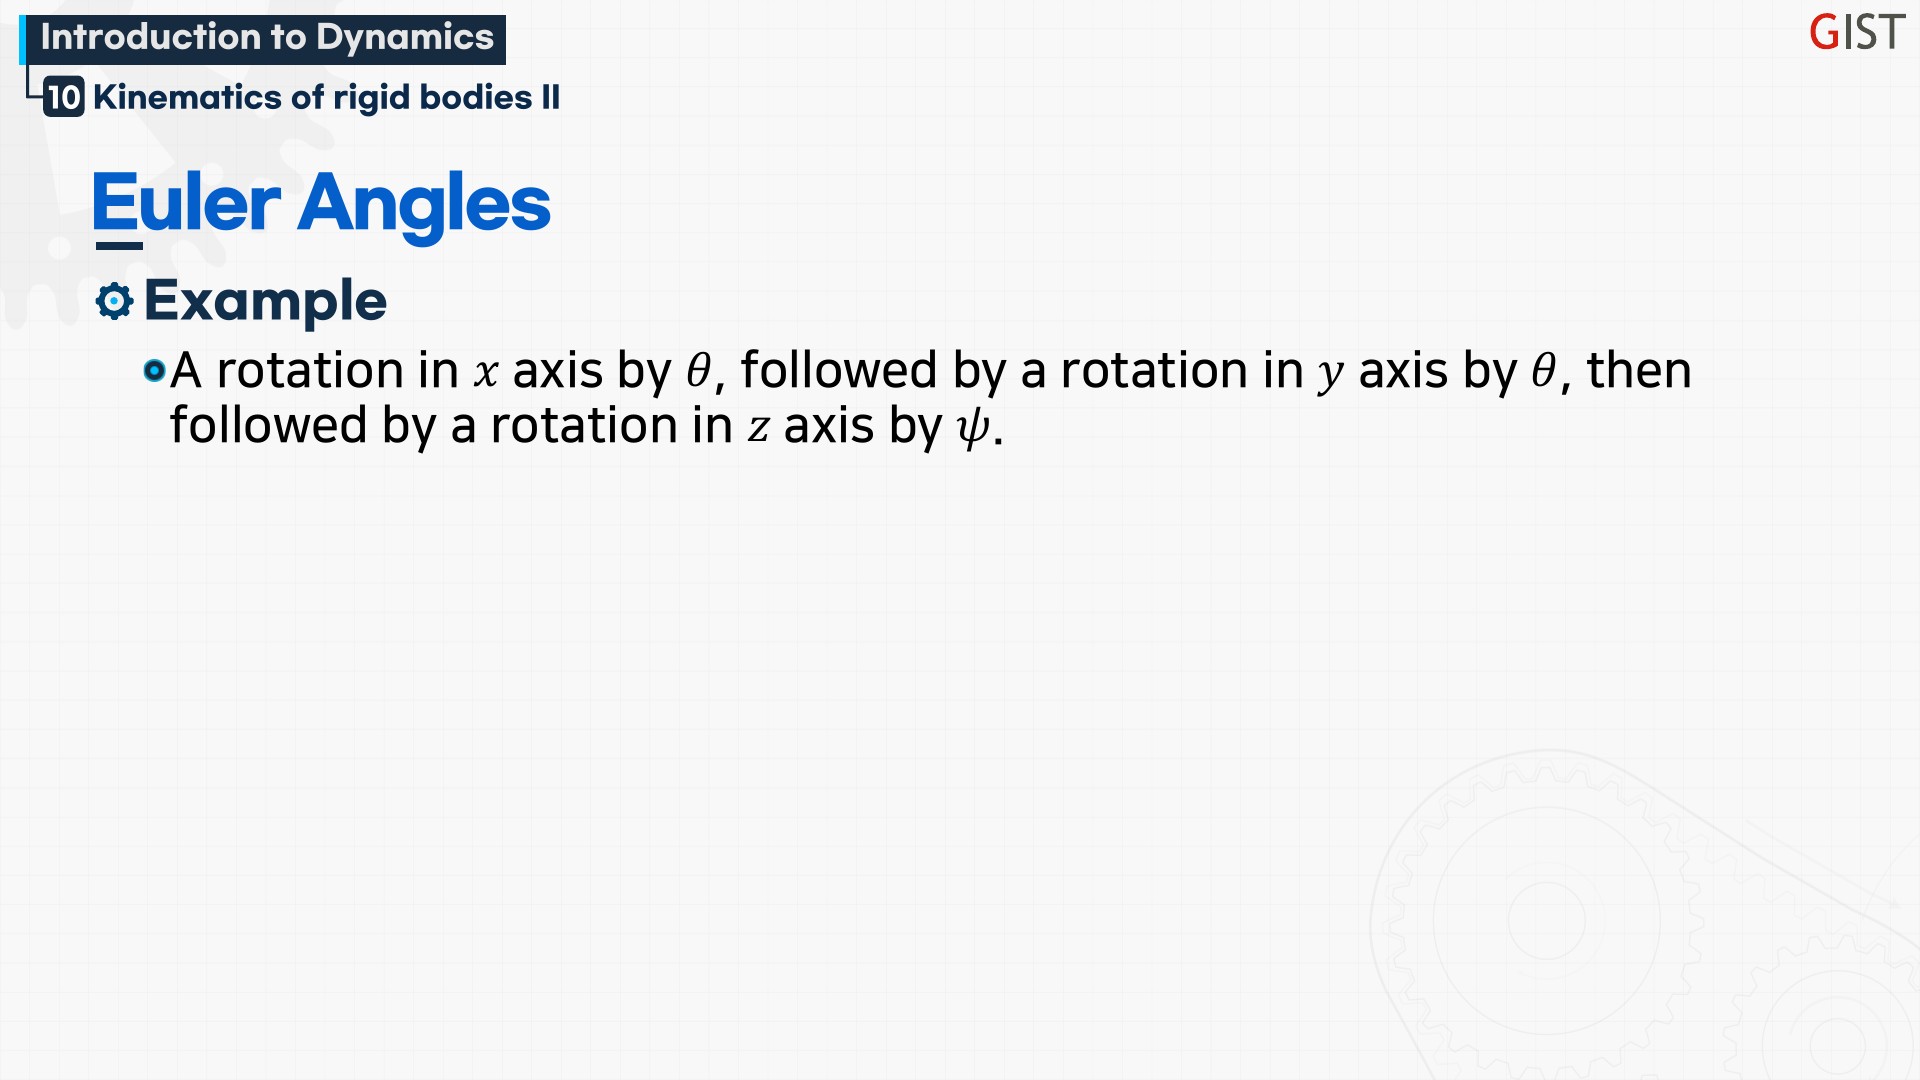 Introduction to Dynamics
GIST
10 Kinematics of rigid bodies II
Euler Angles
Example
A rotation in x axis by θ, followed by a rotation in y axis by θ, then
followed by a rotation in z axis by ψ.